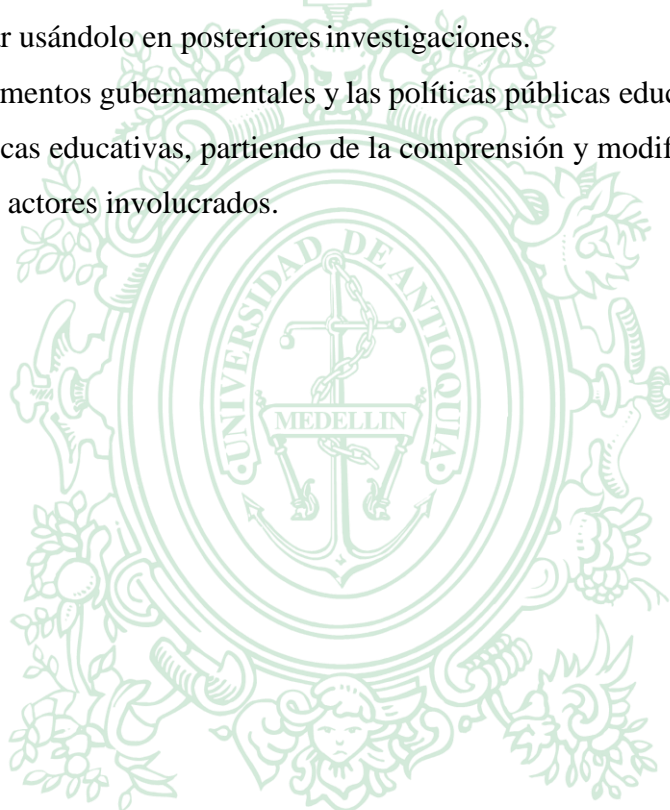 r usándolo en posteriores investigaciones.
mentos gubernamentales y las políticas públicas educ
cas educativas, partiendo de la comprensión y modif
actores involucrados.
UNIVERSIDAD DE ANTIOQUIA
MEDELLIN